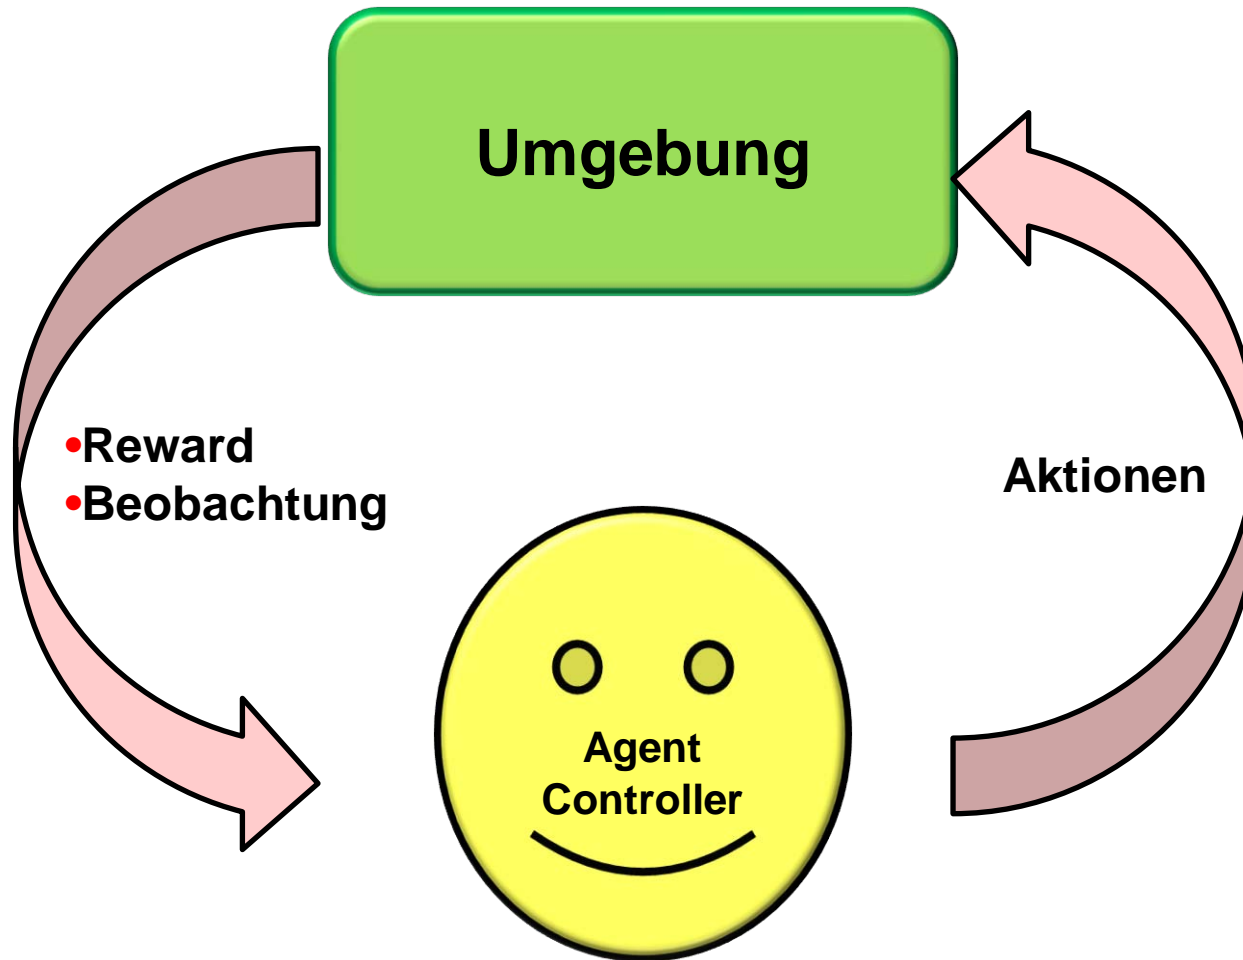 Umgebung
•Reward
•Beobachtung
Aktionen
Agent
Controller